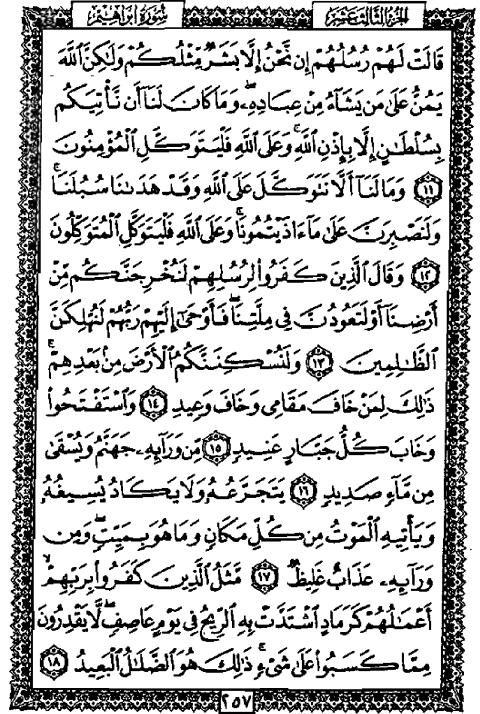 الجزء الثالث عشر
سورة إبراهيم
قَالَتْ لَهُمْ رُسُلُهُمْ إِن نَّحْنُ إِلَّا بَشَرٌ مِّثْلُكُمْ وَلَٰكِنَّ ٱللَّهَ
يَمُنُّ عَلَىٰ مَن يَشَآءُ مِنْ عِبَادِهِۦ ۖ وَمَا كَانَ لَنَآ أَن نَّأْتِيَكُم
بِسُلْطَٰنٍ إِلَّا بِإِذْنِ ٱللَّهِ ۚ وَعَلَى ٱللَّهِ فَلْيَتَوَكَّلِ ٱلْمُؤْمِنُونَ
﴿١١﴾ وَمَا لَنَآ أَلَّا نَتَوَكَّلَ عَلَى ٱللَّهِ وَقَدْ هَدَىٰنَا سُبُلَنَا ۚ
وَلَنَصْبِرَنَّ عَلَىٰ مَآ ءَاذَيْتُمُونَا ۚ وَعَلَى ٱللَّهِ فَلْيَتَوَكَّلِ ٱلْمُتَوَكِّلُونَ
﴿١٢﴾ وَقَالَ ٱلَّذِينَ كَفَرُوا۟ لِرُسُلِهِمْ لَنُخْرِجَنَّكُم مِّنْ
أَرْضِنَآ أَوْ لَتَعُودُنَّ فِى مِلَّتِنَا ۖ فَأَوْحَىٰٓ إِلَيْهِمْ رَبُّهُمْ لَنُهْلِكَنَّ
ٱلظَّٰلِمِينَ ﴿١٣﴾ وَلَنُسْكِنَنَّكُمُ ٱلْأَرْضَ مِنۢ بَعْدِهِمْ ۚ
ذَٰلِكَ لِمَنْ خَافَ مَقَامِى وَخَافَ وَعِيدِ ﴿١٤﴾ وَٱسْتَفْتَحُوا۟
وَخَابَ كُلُّ جَبَّارٍ عَنِيدٍ ﴿١٥﴾ مِّن وَرَآئِهِۦ جَهَنَّمُ وَيُسْقَىٰ
مِن مَّآءٍ صَدِيدٍ ﴿١٦﴾ يَتَجَرَّعُهُۥ وَلَا يَكَادُ يُسِيغُهُۥ
وَيَأْتِيهِ ٱلْمَوْتُ مِن كُلِّ مَكَانٍ وَمَا هُوَ بِمَيِّتٍ ۖ وَمِن
وَرَآئِهِۦ عَذَابٌ غَلِيظٌ ﴿١٧﴾ مَّثَلُ ٱلَّذِينَ كَفَرُوا۟ بِرَبِّهِمْ ۖ
أَعْمَٰلُهُمْ كَرَمَادٍ ٱشْتَدَّتْ بِهِ ٱلرِّيحُ فِى يَوْمٍ عَاصِفٍ ۖ لَّا يَقْدِرُونَ
مِمَّا كَسَبُوا۟ عَلَىٰ شَىْءٍ ۚ ذَٰلِكَ هُوَ ٱلضَّلَٰلُ ٱلْبَعِيدُ ﴿١٨﴾
٢٥٧